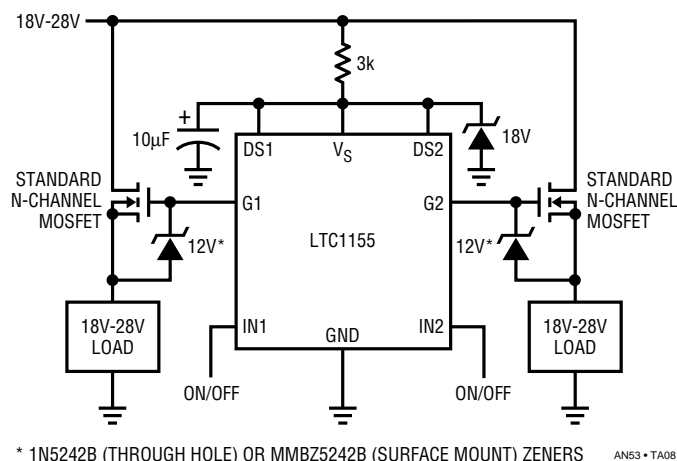 18V-28V
3k
+
10μF
18V
DS1
VS
DS2
STANDARD
N-CHANNEL
MOSFET
G1
G2
STANDARD
N-CHANNEL
MOSFET
12V*
LTC1155
12V*
18V-28V
LOAD
IN1
GND
IN2
18V-28V
LOAD
ON/OFF
ON/OFF
* 1N5242B (THROUGH HOLE) OR MMBZ5242B (SURFACE MOUNT) ZENERS
AN53 • TA08